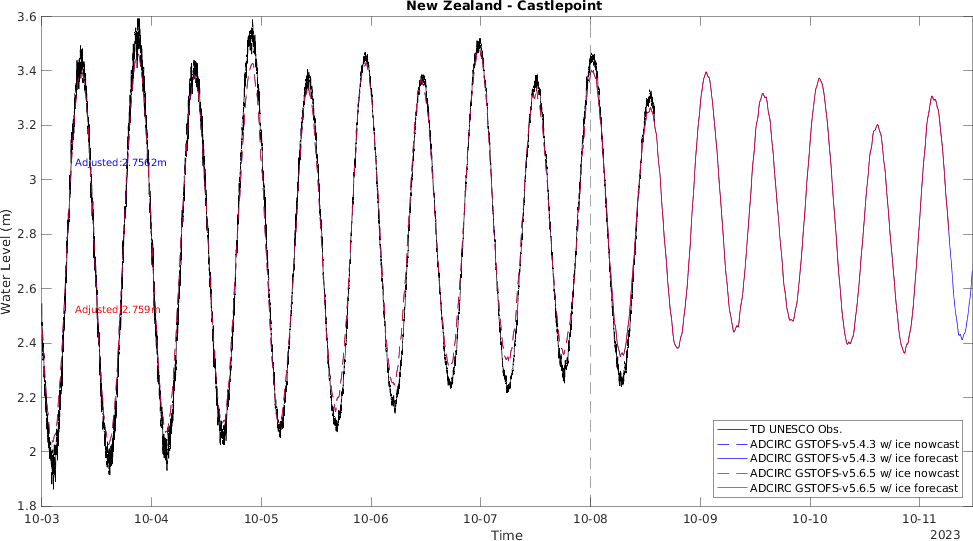 New Zealand - Castlepoint
3.6
3.4
3.2
3
2.8
2.6
2.4
2.2
2
1.8
Water Level (m)
Adjusted:2.7562m
Adjusted:2.759m
TD UNESCO Obs.
ADCIRC GSTOFS-v5.4.3 w/ ice nowcast
ADCIRC GSTOFS-v5.4.3 w/ ice forecast
ADCIRC GSTOFS-v5.6.5 w/ ice nowcast
ADCIRC GSTOFS-v5.6.5 w/ ice forecast
10-03 10-04 10-05 10-06 10-07 10-08 10-09 10-10 10-11
Time
2023